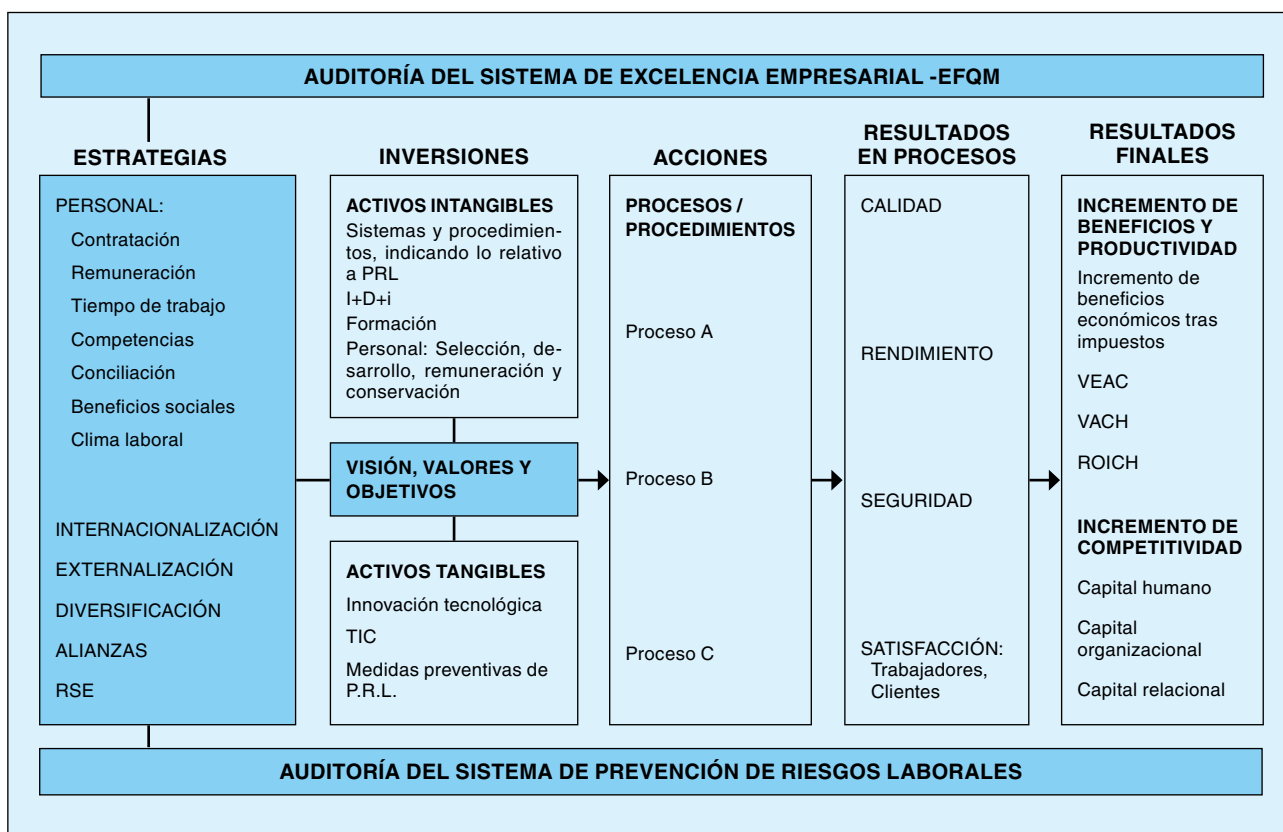 AUDITORÍA DEL SISTEMA DE EXCELENCIA EMPRESARIAL -EFQM
ESTRATEGIAS
PERSONAL:
Contratación
Remuneración
Tiempo de trabajo
Competencias
Conciliación
Beneficios sociales
Clima laboral
INTERNACIONALIZACIÓN
EXTERNALIZACIÓN
DIVERSIFICACIÓN
ALIANZAS
RSE
INVERSIONES
ACTIVOS INTANGIBLES
Sistemas y procedimien-
tos, indicando lo relativo
a PRL
I+D+i
Formación
Personal: Selección, de-
sarrollo, remuneración y
conservación
VISIÓN, VALORES Y
OBJETIVOS
ACTIVOS TANGIBLES
Innovación tecnológica
TIC
Medidas preventivas de
P.R.L.
ACCIONES
PROCESOS /
PROCEDIMIENTOS
Proceso A
Proceso B
Proceso C
RESULTADOS
EN PROCESOS
CALIDAD
RENDIMIENTO
SEGURIDAD
SATISFACCIÓN:
Trabajadores,
Clientes
RESULTADOS
FINALES
INCREMENTO DE
BENEFICIOS Y
PRODUCTIVIDAD
Incremento de
beneficios
económicos tras
impuestos
VEAC
VACH
ROICH
INCREMENTO DE
COMPETITIVIDAD
Capital humano
Capital
organizacional
Capital relacional
AUDITORÍA DEL SISTEMA DE PREVENCIÓN DE RIESGOS LABORALES